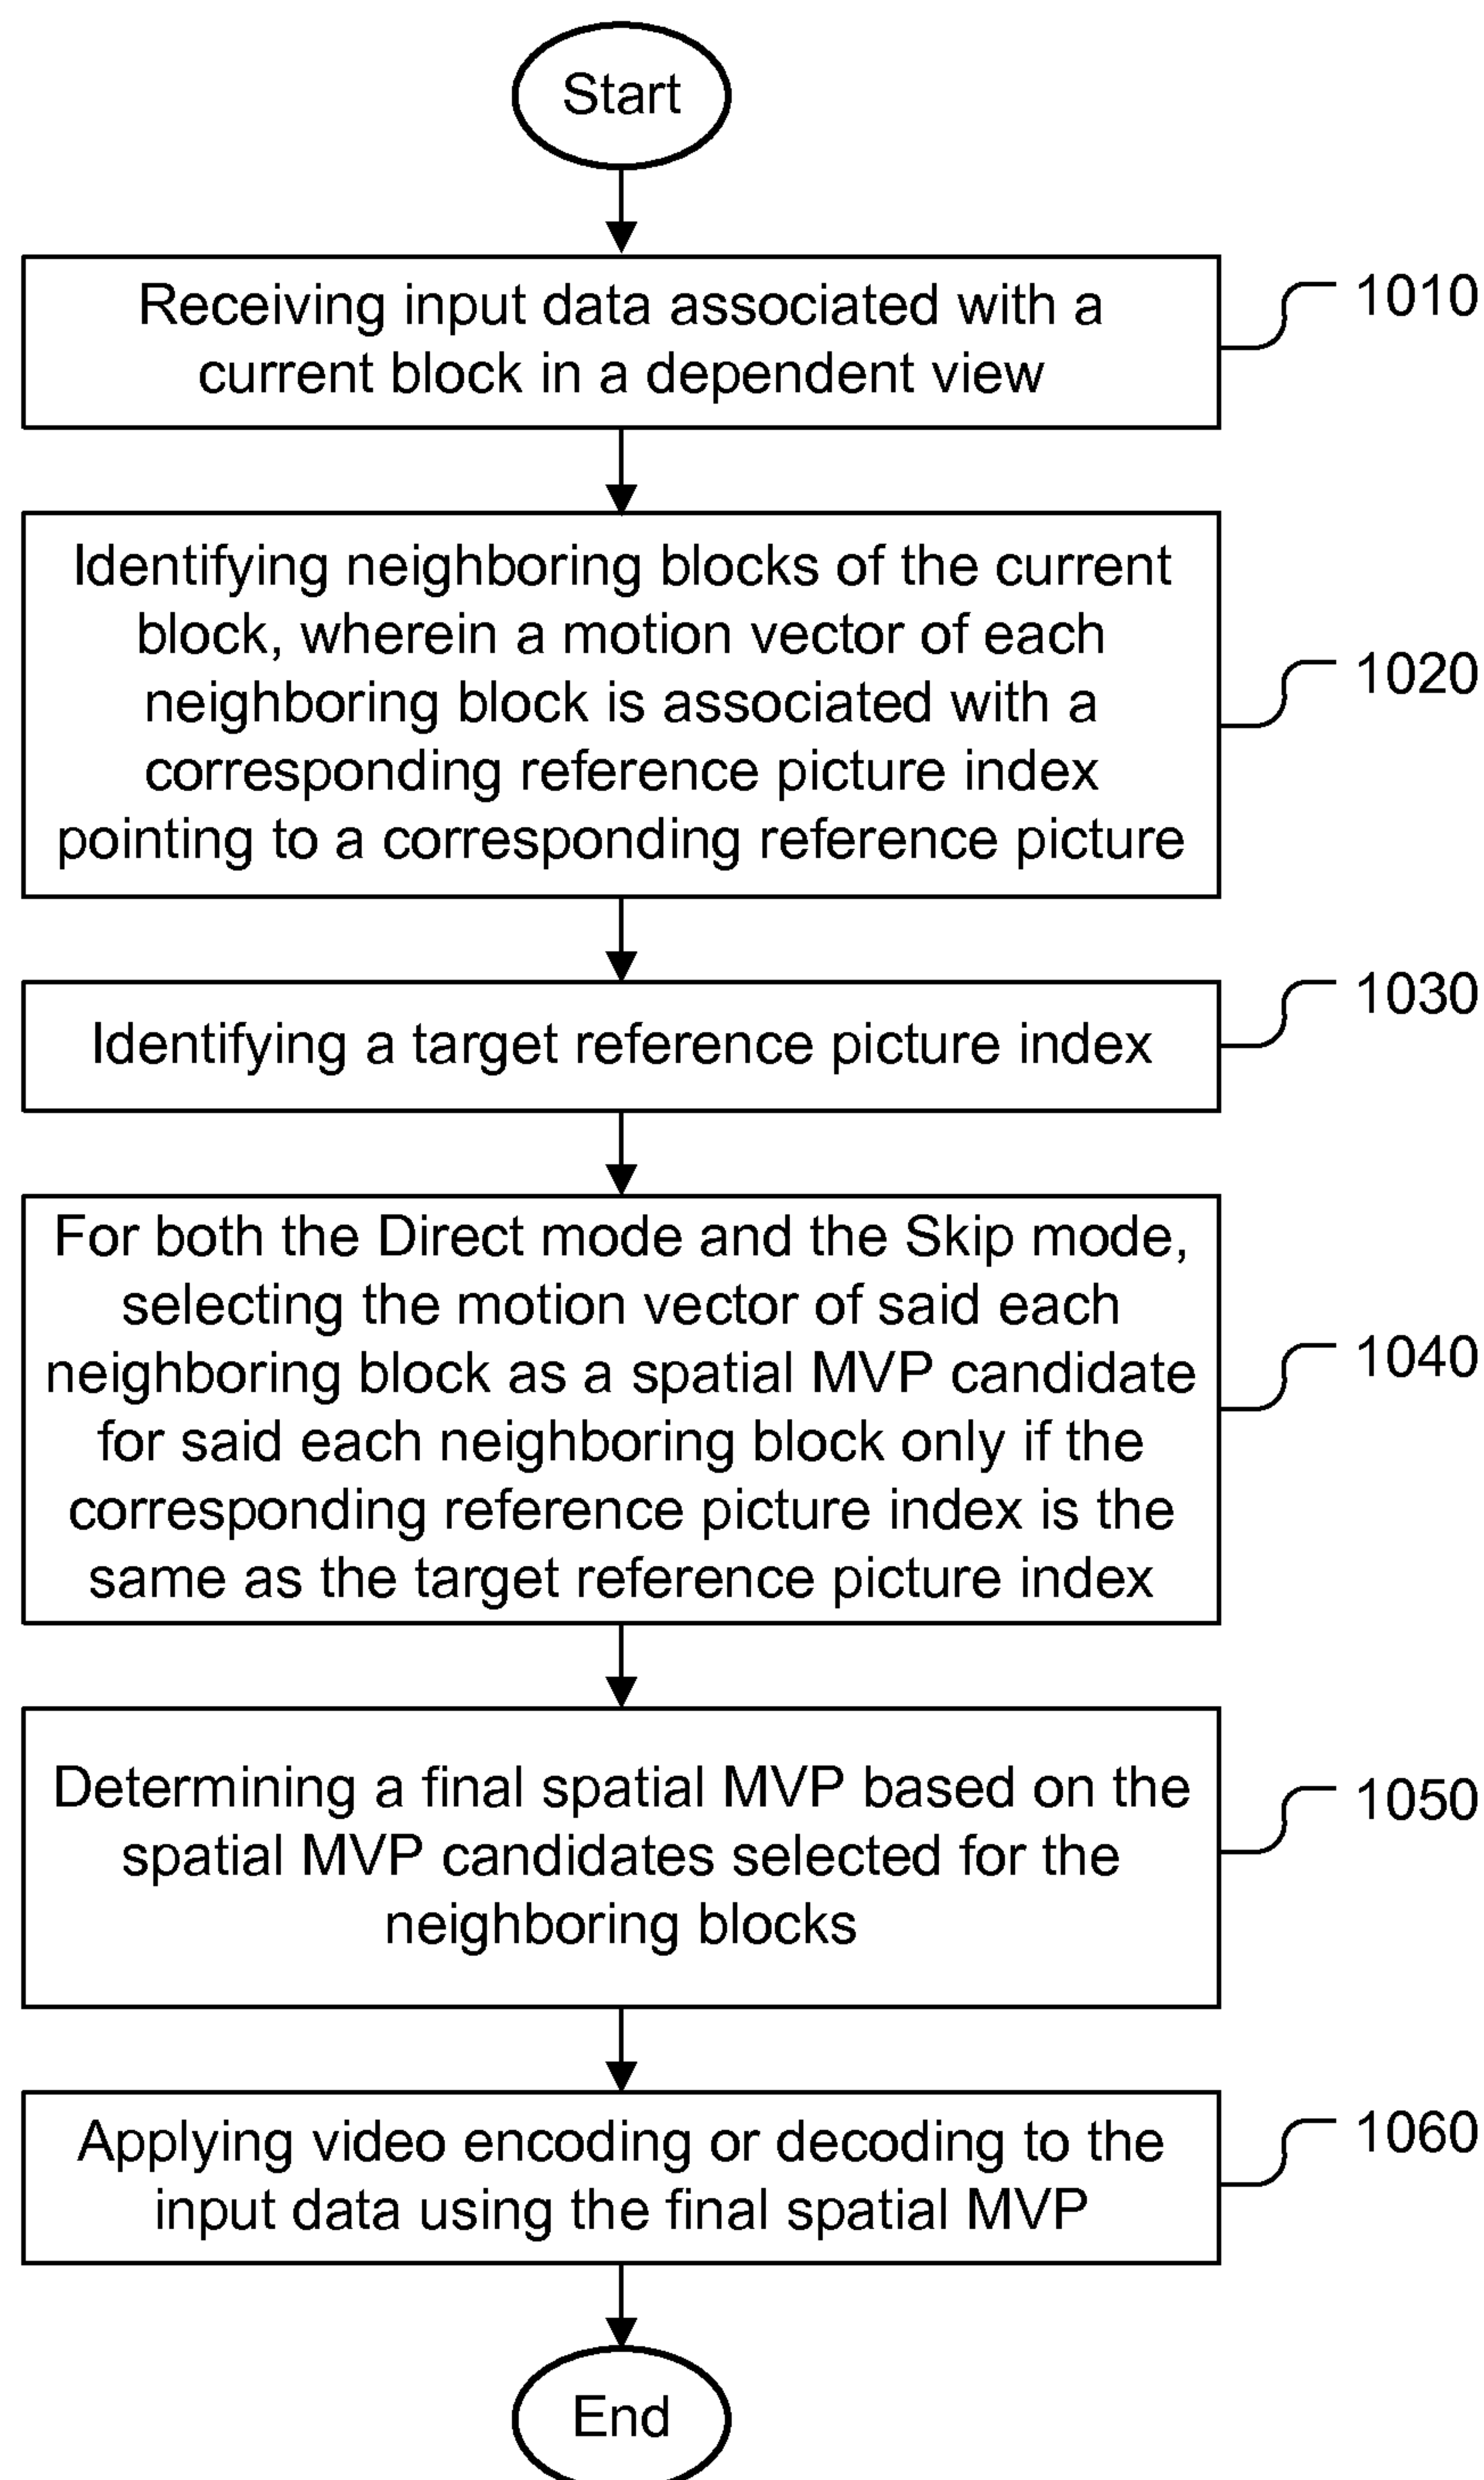 Start
Receiving input data associated with a
current block in a dependent view
1010
Identifying neighboring blocks of the current
block, wherein a motion vector of each
neighboring block is associated with a
corresponding reference picture index
pointing to a corresponding reference picture
1020
Identifying a target reference picture index
1030
For both the Direct mode and the Skip mode,
selecting the motion vector of said each
neighboring block as a spatial MVP candidate
for said each neighboring block only if the
corresponding reference picture index is the
same as the target reference picture index
1040
Determining a final spatial MVP based on the
spatial MVP candidates selected for the
neighboring blocks
1050
Applying video encoding or decoding to the
input data using the final spatial MVP
1060
End